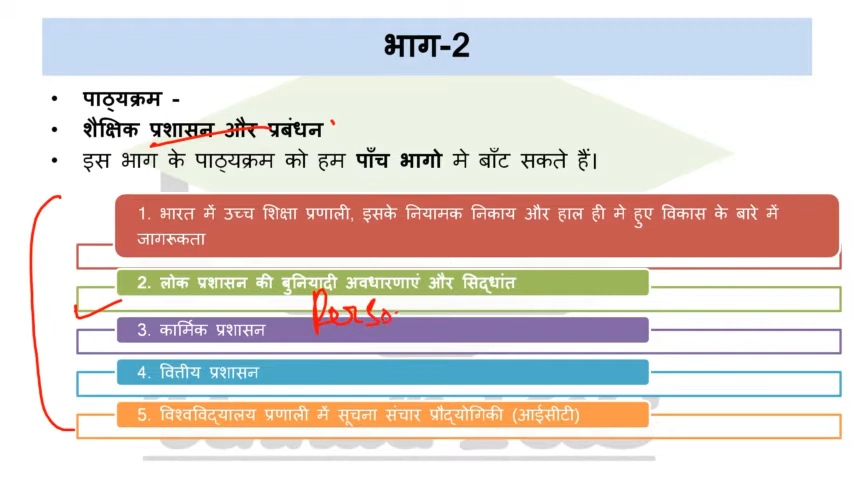 भाग-2
• पाठ्यक्रम -
• शैक्षिक प्रशासन और प्रबंधन
• इस भाग के पाठ्यक्रम को हम पाँच भागो मे बाँट सकते हैं।
1. भारत में उच्च शिक्षा प्रणाली, इसके नियामक निकाय और हाल ही मे हुए विकास के बारे में
जागरूकता
2. लोक प्रशासन की बुनियादी अवधारणाएं और सिद्धांत
Perso
3. कार्मिक प्रशासन
4. वित्तीय प्रशासन
5. विश्वविद्यालय प्रणाली में सूचना संचार प्रौद्योगिकी (आईसीटी)